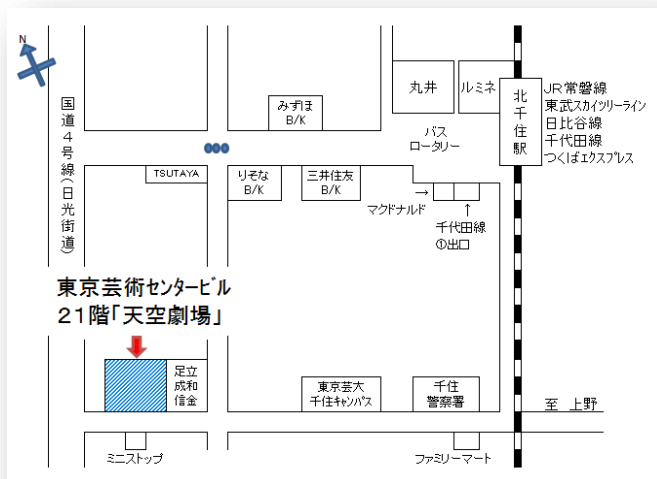 N
国道４号線（日光街道）
みずほ
B/K
丸井
ルミネ
北千住駅
JR常磐線
東武スカイツリーライン
日比谷線
千代田線
つくばエクスプレス
バス
ロータリー
TSUTAYA
りそな
B/K
三井住友
B/K
→
マクドナルド
↑
千代田線
①出口
東京芸術センタービル
２１階「天空劇場」
足立
成和
信金
東京芸大
千住キャンパス
千住
警察署
至 上野
ミニストップ
ファミリーマート